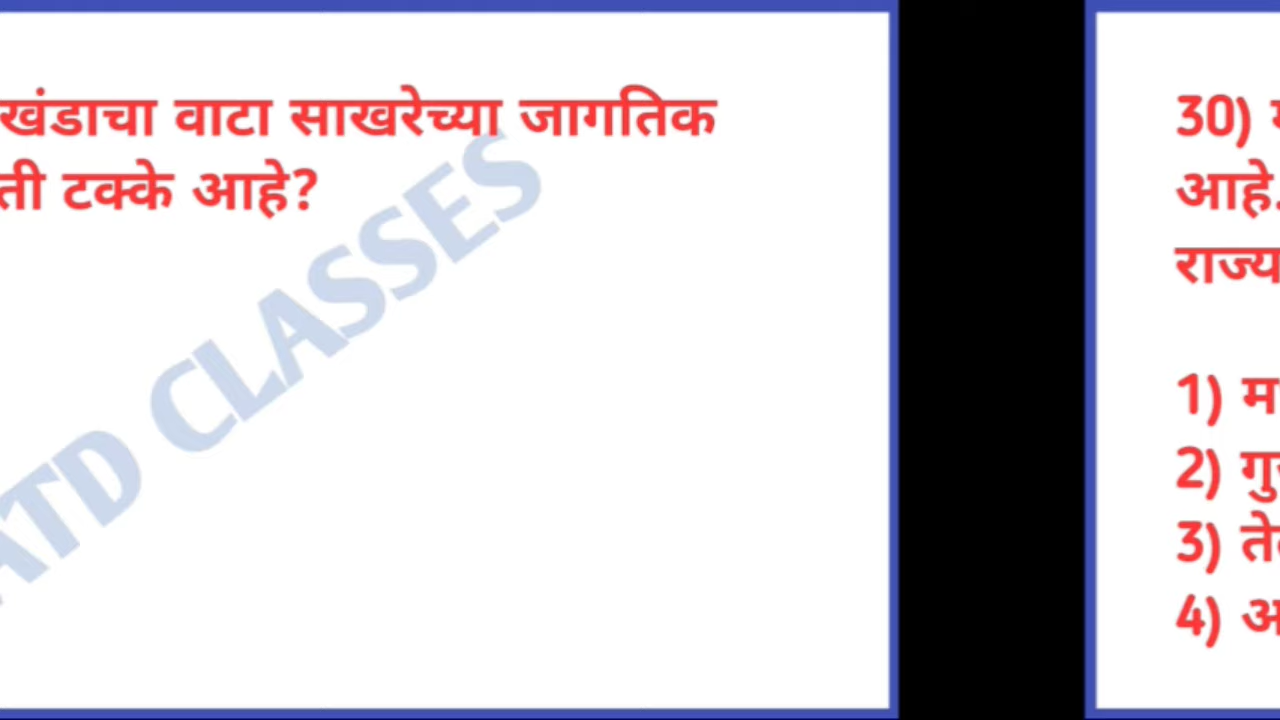 खंडाचा वाटा साखरेच्या जागतिक
ती टक्के आहे?
ATD CLASSES
30)
आहे.
राज्य
1)
2)
3)
4)